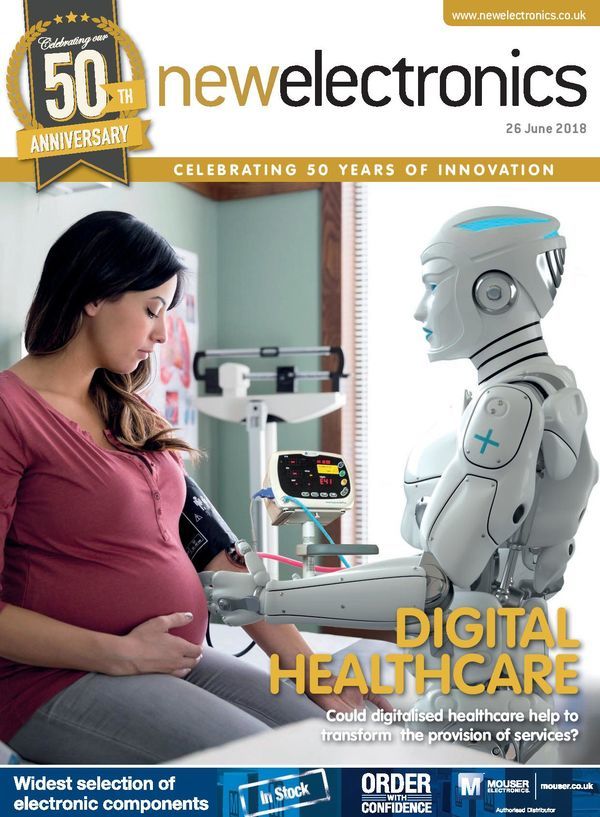 www.newelectronics.co.uk
Celebrating our
50TH
ANNIVERSARY
newelectronics
26 June 2018
CELEBRATING 50 YEARS OF INNOVATION
DIGITAL
HEALTHCARE
Could digitalised healthcare help to
transform the provision of services?
Widest selection of
electronic components
In Stock
ORDER
WITH
CONFIDENCE
M MOUSER
ELECTRONICS.
mouser.co.uk
Authorised Distributor